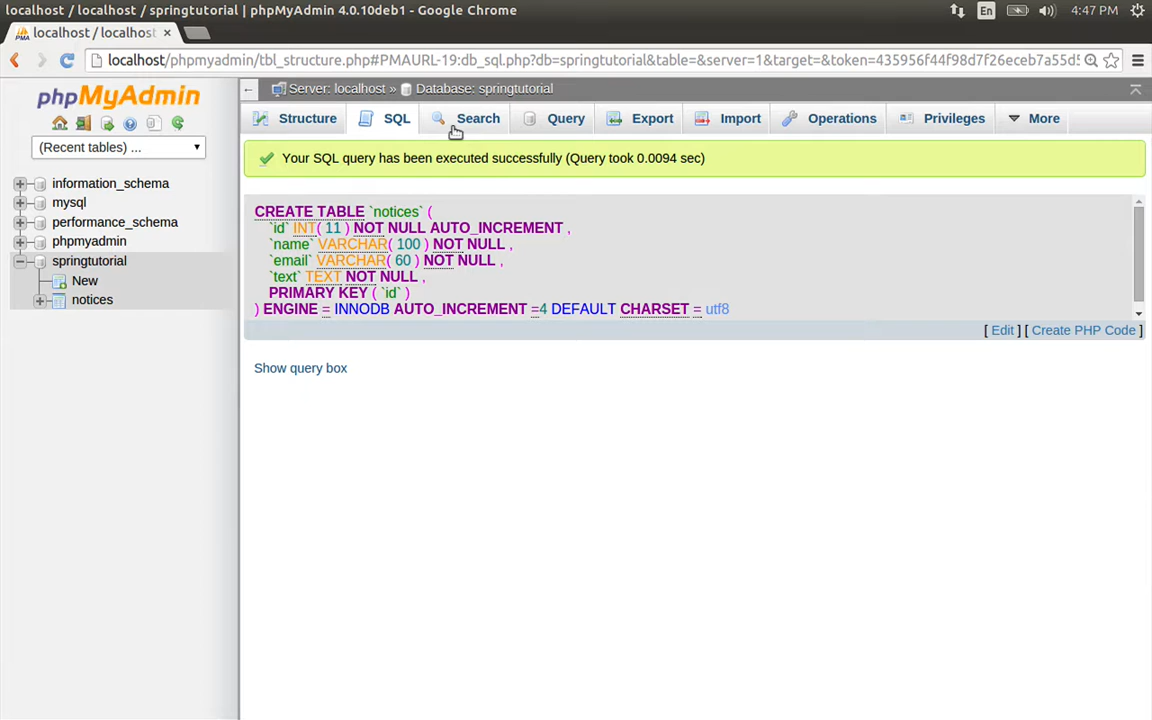 localhost / localhost / springtutorial | phpMyAdmin 4.0.10deb1 - Google Chrome
En
4:47 PM
localhost / localhost
localhost/phpmyadmin/tbl_structure.php#PMAURL-19:db_sql.php?db=springtutorial&table=&server=1&target=&token=435956f44f98d7f26eceb7a55d5
phpMyAdmin
(Recent tables) ...
information_schema
mysql
performance_schema
phpmyadmin
springtutorial
New
notices
Server: localhost » Database: springtutorial
Structure SQL Search Query Export Import Operations Privileges More
Your SQL query has been executed successfully (Query took 0.0094 sec)
CREATE TABLE `notices` (
`id` INT( 11 ) NOT NULL AUTO_INCREMENT ,
`name` VARCHAR( 100 ) NOT NULL ,
`email` VARCHAR( 60 ) NOT NULL ,
`text` TEXT NOT NULL ,
PRIMARY KEY ( `id` )
) ENGINE = INNODB AUTO_INCREMENT =4 DEFAULT CHARSET = utf8
[ Edit ] [ Create PHP Code ]
Show query box